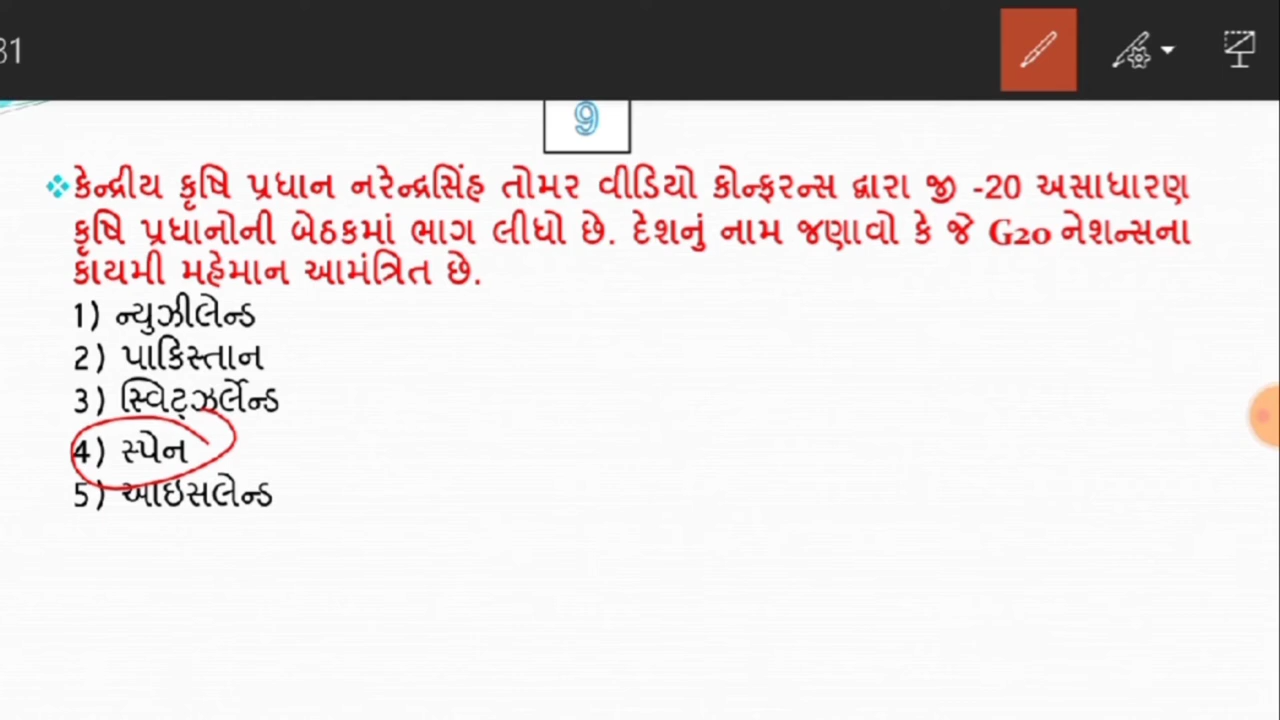 31
9
કેન્દ્રીય કૃષિ પ્રધાન નરેન્દ્રસિંહ તોમર વીડિયો કોન્ફરન્સ દ્વારા જી -20 અસાધારણ
કૃષિ પ્રધાનોની બેઠકમાં ભાગ લીધો છે. દેશનું નામ જણાવો કે જે G20 નેશન્સના
કાયમી મહેમાન આમંત્રિત છે.
1) ન્યુઝીલેન્ડ
2) પાકિસ્તાન
3) સ્વિટ્ઝર્લેન્ડ
4) સ્પેન
5) આઇસલેન્ડ